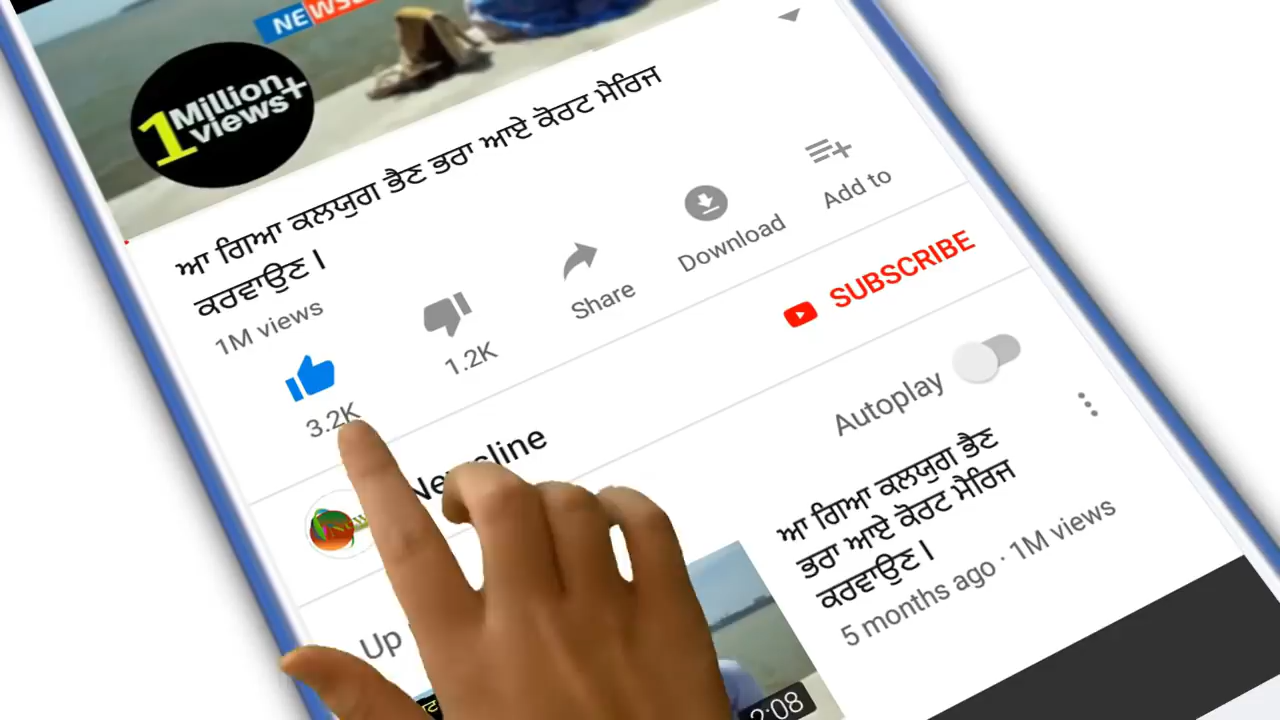 1 Million+
views
ਆ ਗਿਆ ਕਲਯੁਗ ਭੈਣ ਭਰਾ ਆਏ ਕੋਰਟ ਮੈਰਿਜ
ਕਰਵਾਉਣ ।
1M views
3.2K
1.2K
Share
Download
Add to
SUBSCRIBE
Autoplay
Up
ਆ ਗਿਆ ਕਲਯੁਗ ਭੈਣ
ਭਰਾ ਆਏ ਕੋਰਟ ਮੈਰਿਜ
ਕਰਵਾਉਣ ।
5 months ago · 1M views
2:08